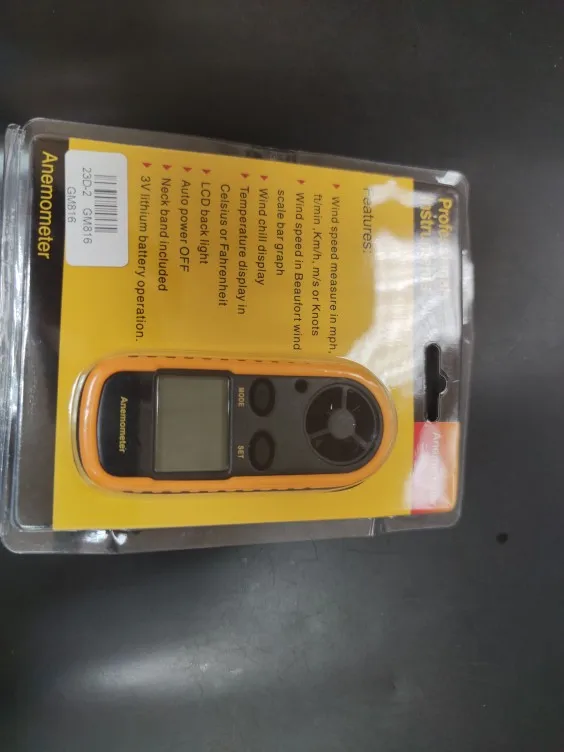 Features:
Wind speed measure in mph,
ft/min ,Km/h, m/s or Knots
Wind speed in Beaufort wind
scale bar graph
Wind chill display
Temperature display in
Celsius or Fahrenheit
LCD back light
Auto power OFF
Neck band included
3V lithium battery operation.
23D-2 GM816
GM816
Anemometer
MODE
SET
Anemometer